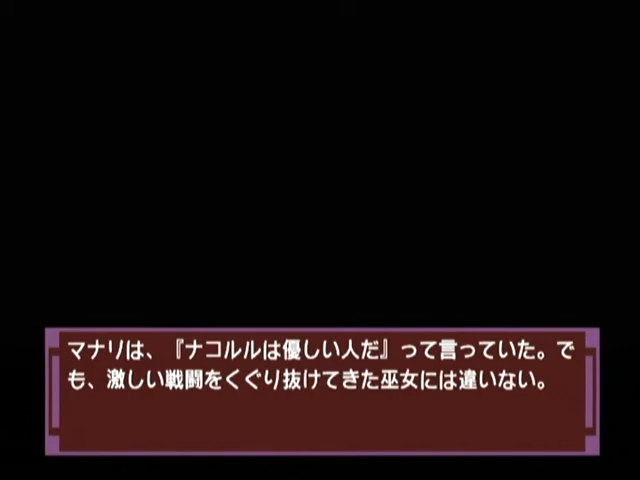 マナリは、『ナコルルは優しい人だ』って言っていた。で
も、激しい戦闘をくぐり抜けてきた巫女には違いない。